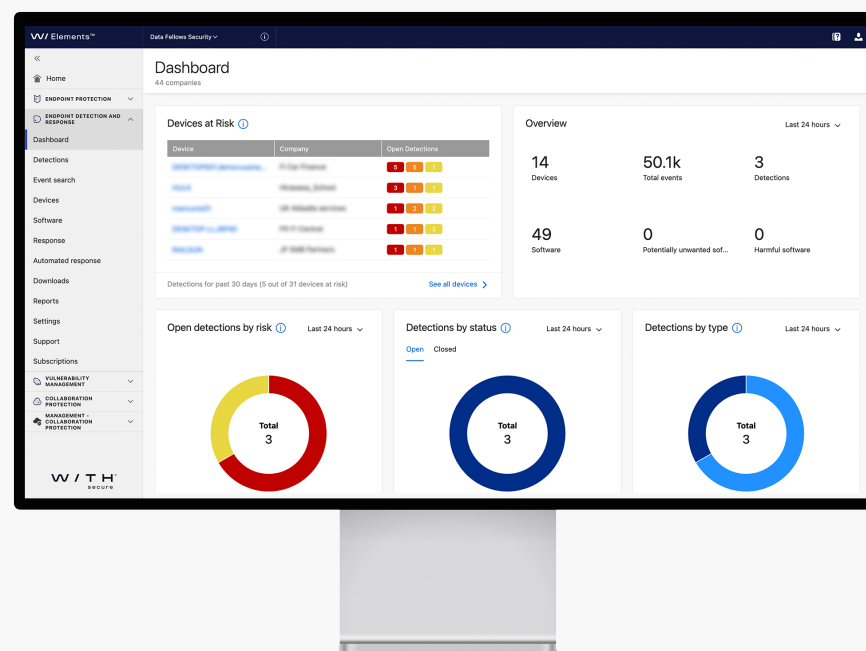 W/ Elements™
Data Fellows Security
Home
ENDPOINT PROTECTION
ENDPOINT DETECTION AND
RESPONSE
Dashboard
Detections
Event search
Devices
Software
Response
Automated response
Downloads
Reports
Settings
Support
Subscriptions
VULNERABILITY
MANAGEMENT
COLLABORATION
PROTECTION
MANAGEMENT -
COLLABORATION
PROTECTION
W / T H
secure
Dashboard
44 companies
Devices at Risk
Device Company Open Detections
5 5 1
3 1 1
1 2 2
1 1
1 1 1
Detections for past 30 days (5 out of 31 devices at risk) See all devices
Overview Last 24 hours
14 50.1k 3
Devices Total events Detections
49 0 0
Software Potentially unwanted sof... Harmful software
Open detections by risk Last 24 hours
Total
3
Detections by status Last 24 hours
Open Closed
Total
3
Detections by type Last 24 hours
Total
3